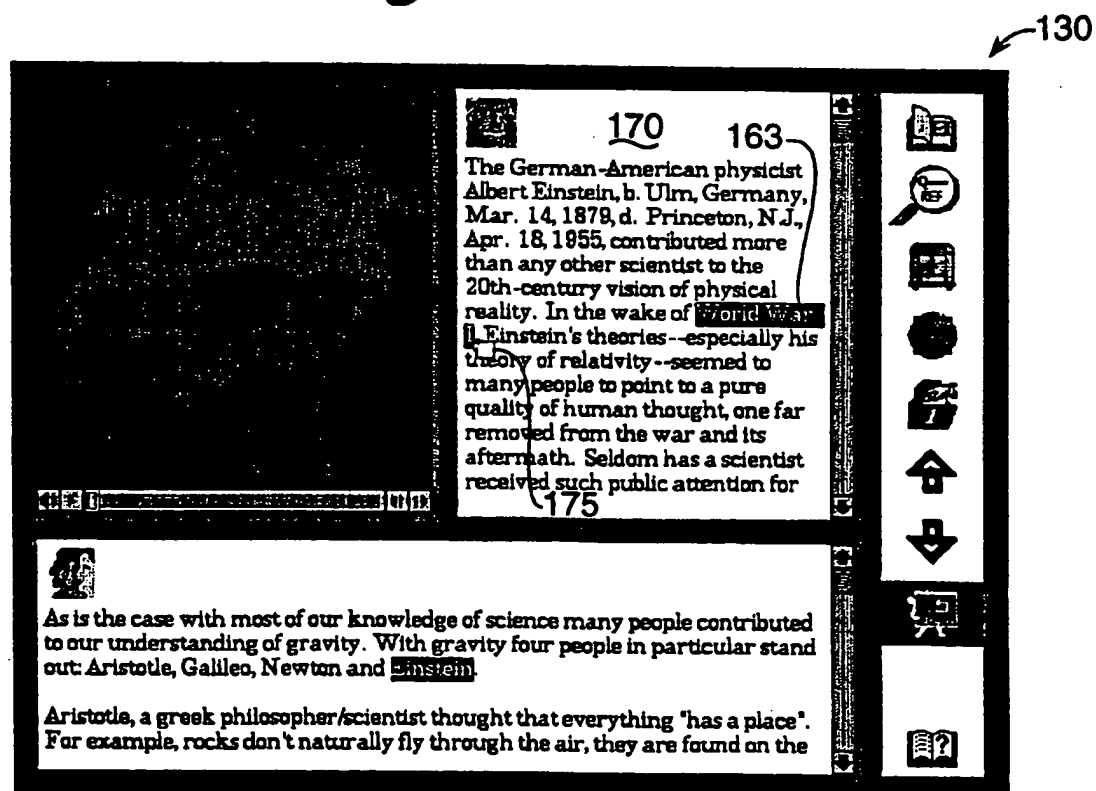 130
170
163
The German-American physicist
Albert Einstein, b. Ulm, Germany,
Mar. 14, 1879, d. Princeton, N.J.,
Apr. 18, 1955, contributed more
than any other scientist to the
20th-century vision of physical
reality. In the wake of World War
I, Einstein's theories--especially his
theory of relativity--seemed to
many people to point to a pure
quality of human thought, one far
removed from the war and its
aftermath. Seldom has a scientist
received such public attention for
175
As is the case with most of our knowledge of science many people contributed
to our understanding of gravity. With gravity four people in particular stand
out: Aristotle, Galileo, Newton and Einstein.
Aristotle, a greek philosopher/scientist thought that everything "has a place".
For example, rocks don't naturally fly through the air, they are found on the
REF
?